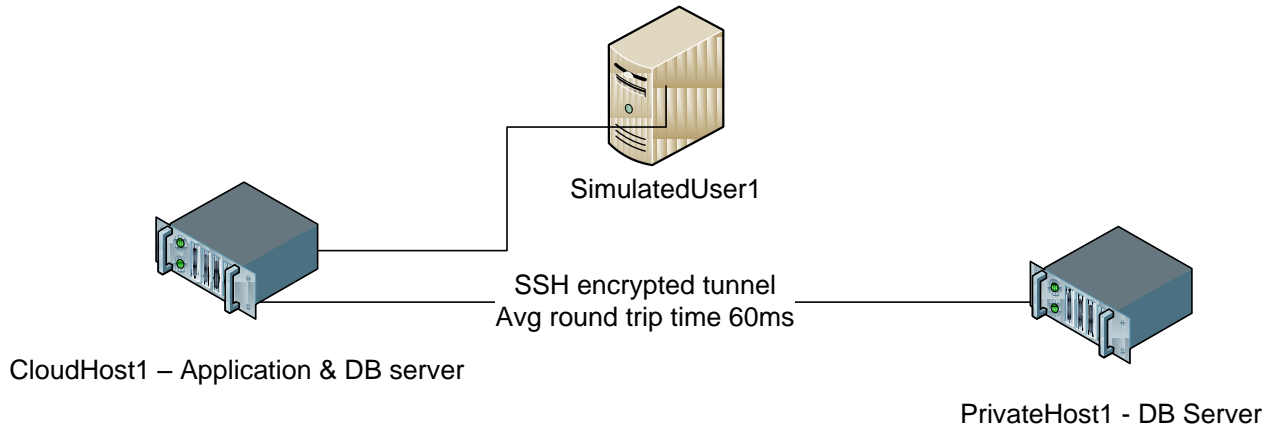 SimulatedUser1
SSH encrypted tunnel
Avg round trip time 60ms
CloudHost1 – Application & DB server
PrivateHost1 - DB Server